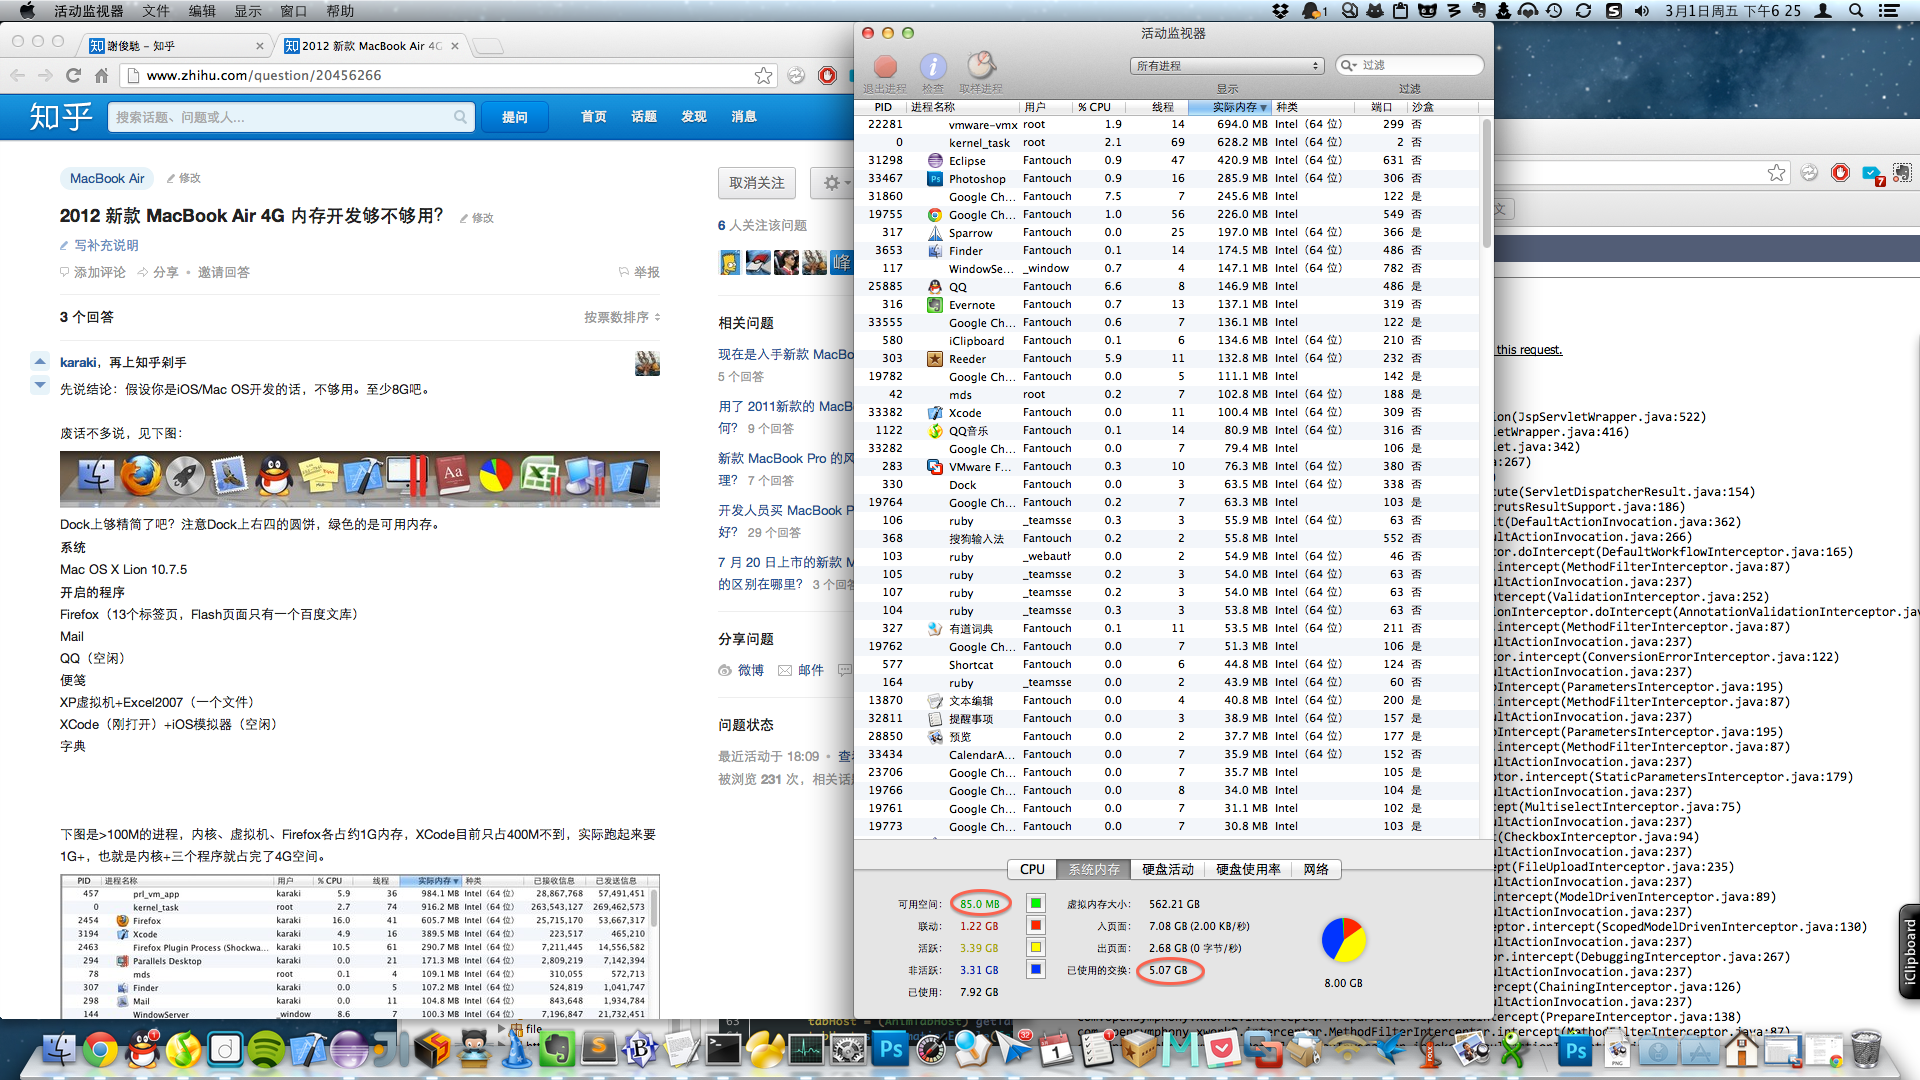 活动监视器 文件 编辑 显示 窗口 帮助
1
3月1日周五 下午6 25
謝俊馳 - 知乎
2012 新款 MacBook Air 4G
www.zhihu.com/question/20456266
知乎
搜索话题、问题或人...
提问
首页 话题 发现 消息
MacBook Air
修改
2012 新款 MacBook Air 4G 内存开发够不够用？
修改
写补充说明
添加评论 分享 • 邀请回答
举报
3 个回答
按票数排序
karaki，再上知乎剁手
先说结论：假设你是iOS/Mac OS开发的话，不够用。至少8G吧。
废话不多说，见下图：
Dock上够精简了吧？注意Dock上右四的圆饼，绿色的是可用内存。
系统
Mac OS X Lion 10.7.5
开启的程序
Firefox（13个标签页，Flash页面只有一个百度文库）
Mail
QQ（空闲）
便笺
XP虚拟机+Excel2007（一个文件）
XCode（刚打开）+iOS模拟器（空闲）
字典
下图是>100M的进程，内核、虚拟机、Firefox各占约1G内存，XCode目前只占400M不到，实际跑起来要
1G+，也就是内核+三个程序就占完了4G空间。
PID 进程名称 用户 % CPU 线程 实际内存 种类 已接收信息 已发送信息
457 prl_vm_app karaki 5.9 36 984.1 MB Intel (64 位) 28,867,768 57,491,451
0 kernel_task root 2.7 74 916.2 MB Intel (64 位) 263,543,127 269,462,573
2454 Firefox karaki 16.0 41 605.7 MB Intel (64 位) 25,715,170 53,667,317
3194 Xcode karaki 4.9 16 389.5 MB Intel (64 位) 223,517 465,210
2463 Firefox Plugin Process (Shockwa... karaki 10.5 61 290.7 MB Intel (64 位) 7,211,445 14,556,582
294 Parallels Desktop karaki 0.0 21 171.3 MB Intel (64 位) 2,809,219 7,142,394
78 mds root 0.1 4 109.1 MB Intel (64 位) 310,055 572,713
307 Finder karaki 0.0 5 107.2 MB Intel (64 位) 524,819 1,041,747
298 Mail karaki 0.0 11 104.8 MB Intel (64 位) 843,648 1,934,784
144 WindowServer _window 8.6 7 100.3 MB Intel (64 位) 7,196,847 21,732,451
取消关注
6 人关注该问题
相关问题
现在是入手新款 MacBo
5 个回答
用了 2011新款的 MacB
何？ 9 个回答
新款 MacBook Pro 的风
理？ 7 个回答
开发人员买 MacBook P
好？ 29 个回答
7 月 20 日上市的新款 M
的区别在哪里？ 3 个回答
分享问题
微博 邮件
问题状态
最近活动于 18:09 • 查看
被浏览 231 次，相关话题
活动监视器
退出进程 检查 取样进程
所有进程
显示
过滤
过滤
PID 进程名称 用户 % CPU 线程 实际内存 种类 端口 沙盒
22281 vmware-vmx root 1.9 14 694.0 MB Intel (64 位) 299 否
0 kernel_task root 2.1 69 628.2 MB Intel (64 位) 2 否
31298 Eclipse Fantouch 0.9 47 420.9 MB Intel (64 位) 631 否
33467 Photoshop Fantouch 0.9 16 285.9 MB Intel (64 位) 306 否
31860 Google Ch... Fantouch 7.5 7 245.6 MB Intel 122 是
19755 Google Ch... Fantouch 1.0 56 226.0 MB Intel 549 否
317 Sparrow Fantouch 0.0 25 197.0 MB Intel (64 位) 366 是
3653 Finder Fantouch 0.1 14 174.5 MB Intel (64 位) 486 否
117 WindowSe... _window 0.7 4 147.1 MB Intel (64 位) 782 否
25885 QQ Fantouch 6.6 8 146.9 MB Intel 486 是
316 Evernote Fantouch 0.7 13 137.1 MB Intel (64 位) 319 否
33555 Google Ch... Fantouch 0.6 7 136.1 MB Intel 122 是
580 iClipboard Fantouch 0.1 6 134.6 MB Intel (64 位) 210 否
303 Reeder Fantouch 5.9 11 132.8 MB Intel (64 位) 232 否
19782 Google Ch... Fantouch 0.0 5 111.1 MB Intel 142 是
42 mds root 0.2 7 102.8 MB Intel (64 位) 188 是
33382 Xcode Fantouch 0.0 11 100.4 MB Intel (64 位) 309 否
1122 QQ音乐 Fantouch 0.1 14 80.9 MB Intel (64 位) 316 否
33282 Google Ch... Fantouch 0.0 7 79.4 MB Intel 106 是
283 VMware F... Fantouch 0.3 10 76.3 MB Intel (64 位) 380 否
330 Dock Fantouch 0.0 3 63.5 MB Intel (64 位) 338 否
19764 Google Ch... Fantouch 0.2 7 63.3 MB Intel 103 是
106 ruby _teamsse 0.3 3 55.9 MB Intel (64 位) 63 否
368 搜狗输入法 Fantouch 0.2 2 55.8 MB Intel 552 否
103 ruby _webauth 0.0 2 54.9 MB Intel (64 位) 46 否
105 ruby _teamsse 0.2 3 54.0 MB Intel (64 位) 63 否
107 ruby _teamsse 0.2 3 54.0 MB Intel (64 位) 63 否
104 ruby _teamsse 0.3 3 53.8 MB Intel (64 位) 63 否
327 有道词典 Fantouch 0.1 11 53.5 MB Intel (64 位) 211 否
19762 Google Ch... Fantouch 0.0 7 51.3 MB Intel 106 是
577 Shortcat Fantouch 0.0 6 44.8 MB Intel (64 位) 124 否
164 ruby _teamsse 0.0 2 43.9 MB Intel (64 位) 60 否
13870 文本编辑 Fantouch 0.0 4 40.8 MB Intel (64 位) 200 是
32811 提醒事项 Fantouch 0.0 3 38.9 MB Intel (64 位) 157 是
28850 预览 Fantouch 0.0 2 37.7 MB Intel (64 位) 177 是
33434 CalendarA... Fantouch 0.0 7 35.9 MB Intel (64 位) 152 否
23706 Google Ch... Fantouch 0.0 7 35.7 MB Intel 105 是
19766 Google Ch... Fantouch 0.0 8 34.0 MB Intel 104 是
19761 Google Ch... Fantouch 0.0 7 31.1 MB Intel 102 是
19773 Google Ch... Fantouch 0.0 7 30.8 MB Intel 103 是
CPU 系统内存 硬盘活动 硬盘使用率 网络
可用空间： 85.0 MB 虚拟内存大小： 562.21 GB
联动： 1.22 GB 入页面： 7.08 GB (2.00 KB/秒)
活跃： 3.39 GB 出页面： 2.68 GB (0 字节/秒)
非活跃： 3.31 GB 已使用的交换： 5.07 GB
已使用： 7.92 GB
8.00 GB
7
文
this request.
ion(JspServletWrapper.java:522)
letWrapper.java:416)
let.java:342)
a:267)
cute(ServletDispatcherResult.java:154)
trutsResultSupport.java:186)
lt(DefaultActionInvocation.java:362)
ultActionInvocation.java:266)
tor.doIntercept(DefaultWorkflowInterceptor.java:165)
.intercept(MethodFilterInterceptor.java:87)
ultActionInvocation.java:237)
ntercept(ValidationInterceptor.java:252)
ionInterceptor.doIntercept(AnnotationValidationInterceptor.jav
.intercept(MethodFilterInterceptor.java:87)
ultActionInvocation.java:237)
tor.intercept(ConversionErrorInterceptor.java:122)
ultActionInvocation.java:237)
oIntercept(ParametersInterceptor.java:195)
.intercept(MethodFilterInterceptor.java:87)
ultActionInvocation.java:237)
oIntercept(ParametersInterceptor.java:195)
.intercept(MethodFilterInterceptor.java:87)
ultActionInvocation.java:237)
ptor.intercept(StaticParametersInterceptor.java:179)
ultActionInvocation.java:237)
cept(MultiselectInterceptor.java:75)
ultActionInvocation.java:237)
t(CheckboxInterceptor.java:94)
ultActionInvocation.java:237)
cept(FileUploadInterceptor.java:235)
ultActionInvocation.java:237)
cept(ModelDrivenInterceptor.java:89)
ultActionInvocation.java:237)
ceptor.intercept(ScopedModelDrivenInterceptor.java:130)
ultActionInvocation.java:237)
cept(DebuggingInterceptor.java:267)
ultActionInvocation.java:237)
cept(ChainingInterceptor.java:126)
ultActionInvocation.java:237)
cept(PrepareInterceptor.java:138)
iClipboard
file